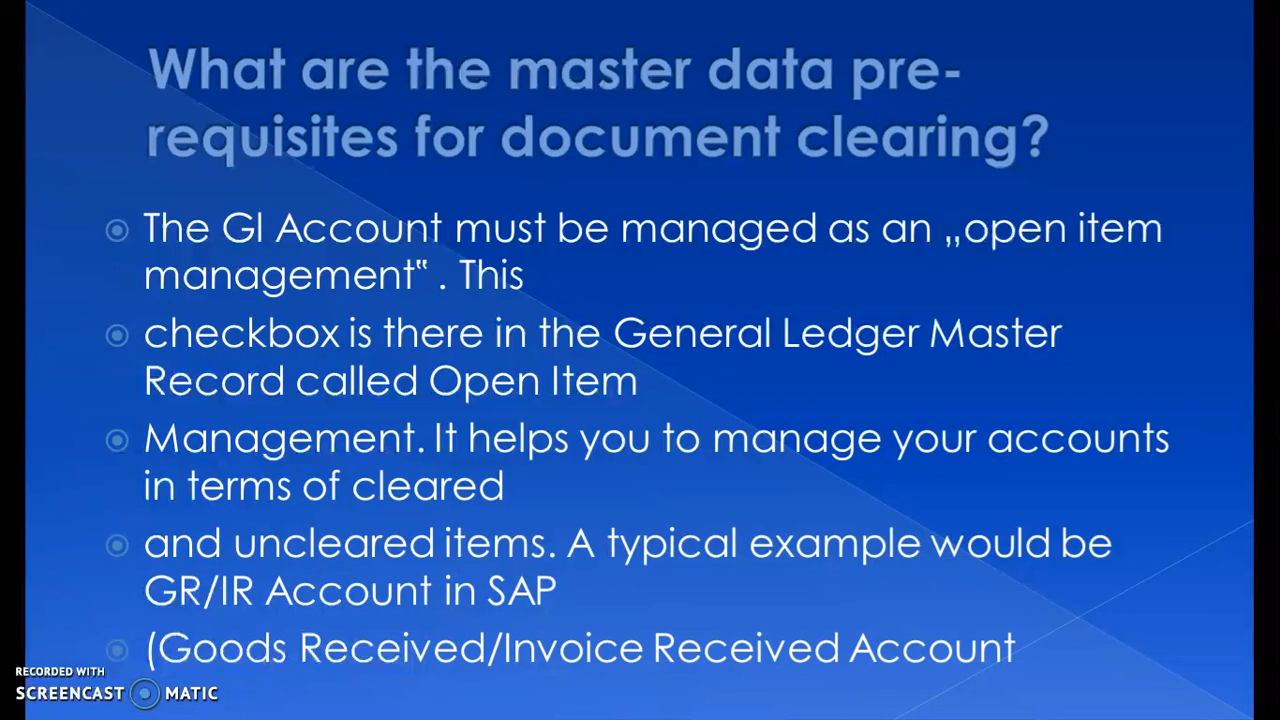 What are the master data pre-
requisites for document clearing?
The Gl Account must be managed as an „open item
management‟ . This
checkbox is there in the General Ledger Master
Record called Open Item
Management. It helps you to manage your accounts
in terms of cleared
and uncleared items. A typical example would be
GR/IR Account in SAP
(Goods Received/Invoice Received Account
RECORDED WITH
SCREENCAST MATIC